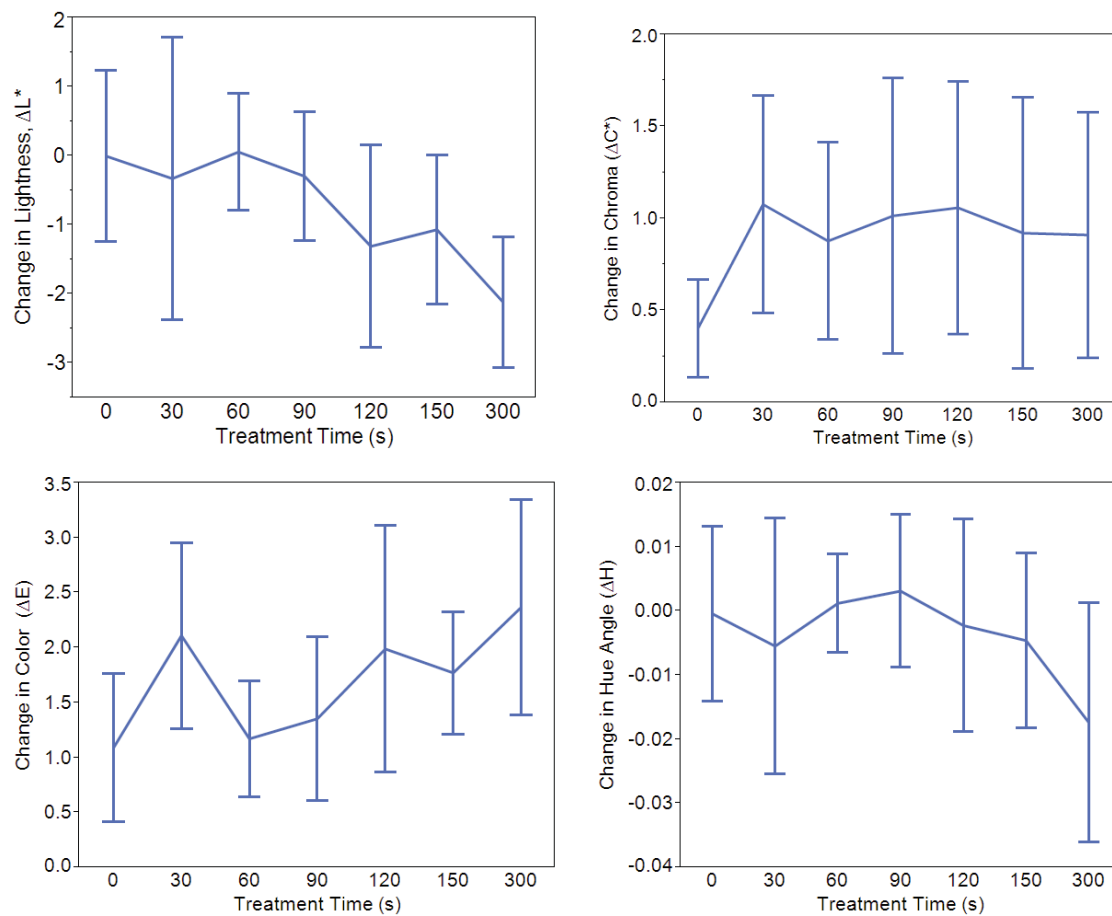 Change in Lightness, ΔL*
2
1
0
-1
-2
-3
0 30 60 90 120 150 300
Treatment Time (s)
Change in Chroma (ΔC*)
2.0
1.5
1.0
0.5
0.0
0 30 60 90 120 150 300
Treatment Time (s)
Change in Color (ΔE)
3.5
3.0
2.5
2.0
1.5
1.0
0.5
0.0
0 30 60 90 120 150 300
Treatment Time (s)
Change in Hue Angle (ΔH)
0.02
0.01
0.00
-0.01
-0.02
-0.03
-0.04
0 30 60 90 120 150 300
Treatment Time (s)